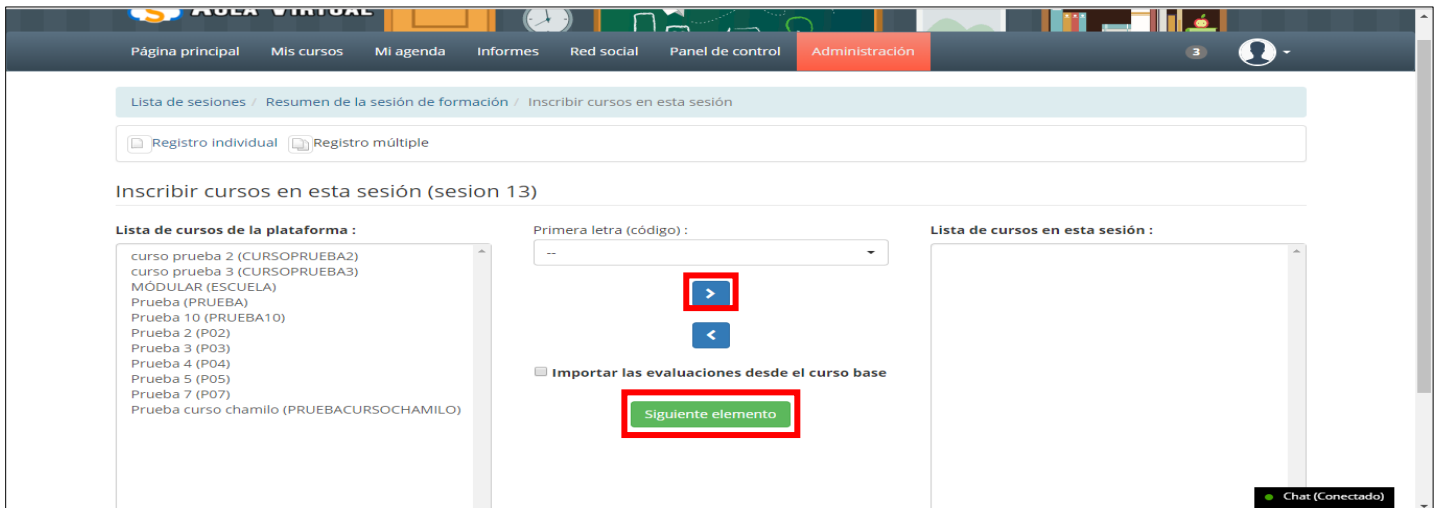 AULA VIRTUAL
Página principal Mis cursos Mi agenda Informes Red social Panel de control Administración 3
Lista de sesiones / Resumen de la sesión de formación / Inscribir cursos en esta sesión
Registro individual Registro múltiple
Inscribir cursos en esta sesión (sesion 13)
Lista de cursos de la plataforma :
curso prueba 2 (CURSOPRUEBA2)
curso prueba 3 (CURSOPRUEBA3)
MÓDULAR (ESCUELA)
Prueba (PRUEBA)
Prueba 10 (PRUEBA10)
Prueba 2 (P02)
Prueba 3 (P03)
Prueba 4 (P04)
Prueba 5 (P05)
Prueba 7 (P07)
Prueba curso chamilo (PRUEBACURSOCHAMILO)
Primera letra (código) :
--
>
<
Importar las evaluaciones desde el curso base
Siguiente elemento
Lista de cursos en esta sesión :
Chat (Conectado)